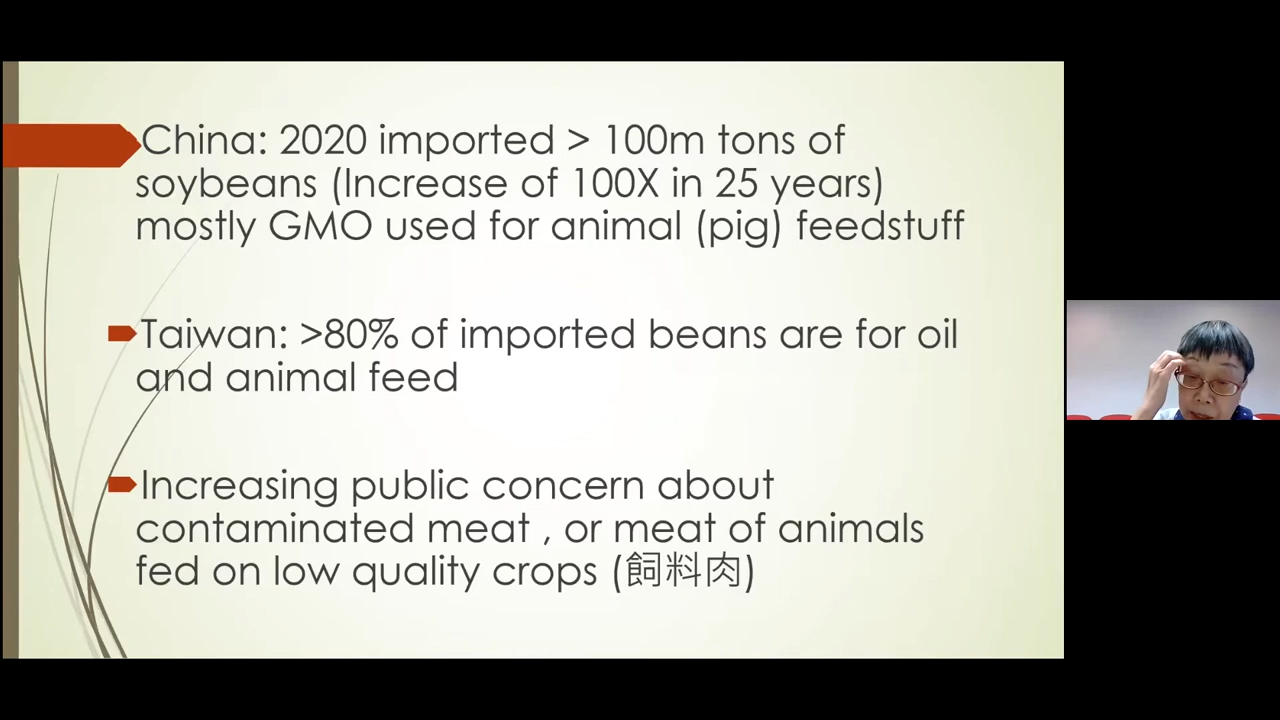 China: 2020 imported > 100m tons of
soybeans (Increase of 100X in 25 years)
mostly GMO used for animal (pig) feedstuff
Taiwan: >80% of imported beans are for oil
and animal feed
Increasing public concern about
contaminated meat , or meat of animals
fed on low quality crops (飼料肉)